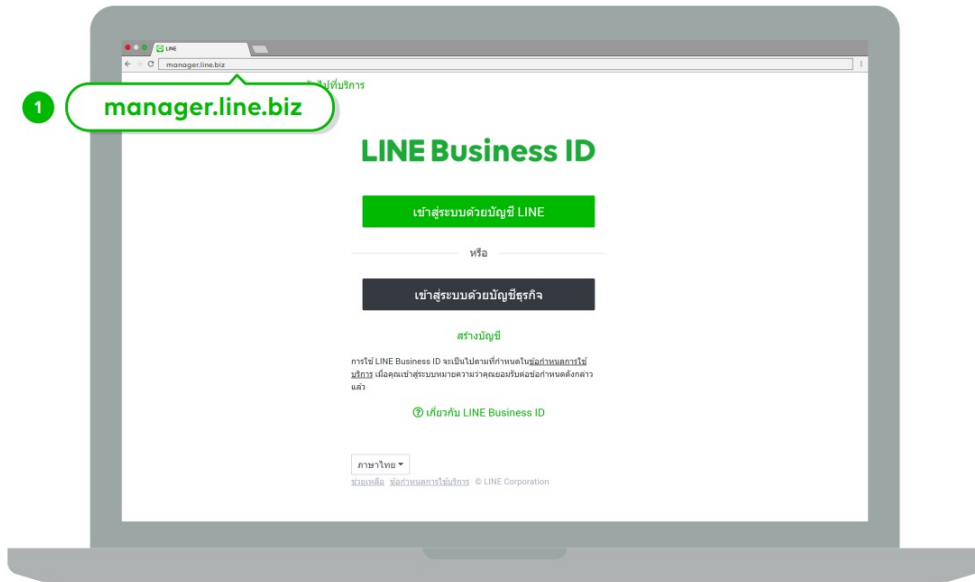 LINE
manager.line.biz
ไปที่บริการ
1
manager.line.biz
LINE Business ID
เข้าสู่ระบบด้วยบัญชี LINE
หรือ
เข้าสู่ระบบด้วยบัญชีธุรกิจ
สร้างบัญชี
การใช้ LINE Business ID จะเป็นไปตามที่กำหนดในข้อกำหนดการใช้
บริการ เมื่อคุณเข้าสู่ระบบหมายความว่าคุณยอมรับต่อข้อกำหนดดังกล่าว
แล้ว
? เกี่ยวกับ LINE Business ID
ภาษาไทย
ช่วยเหลือ ข้อกำหนดการใช้บริการ © LINE Corporation